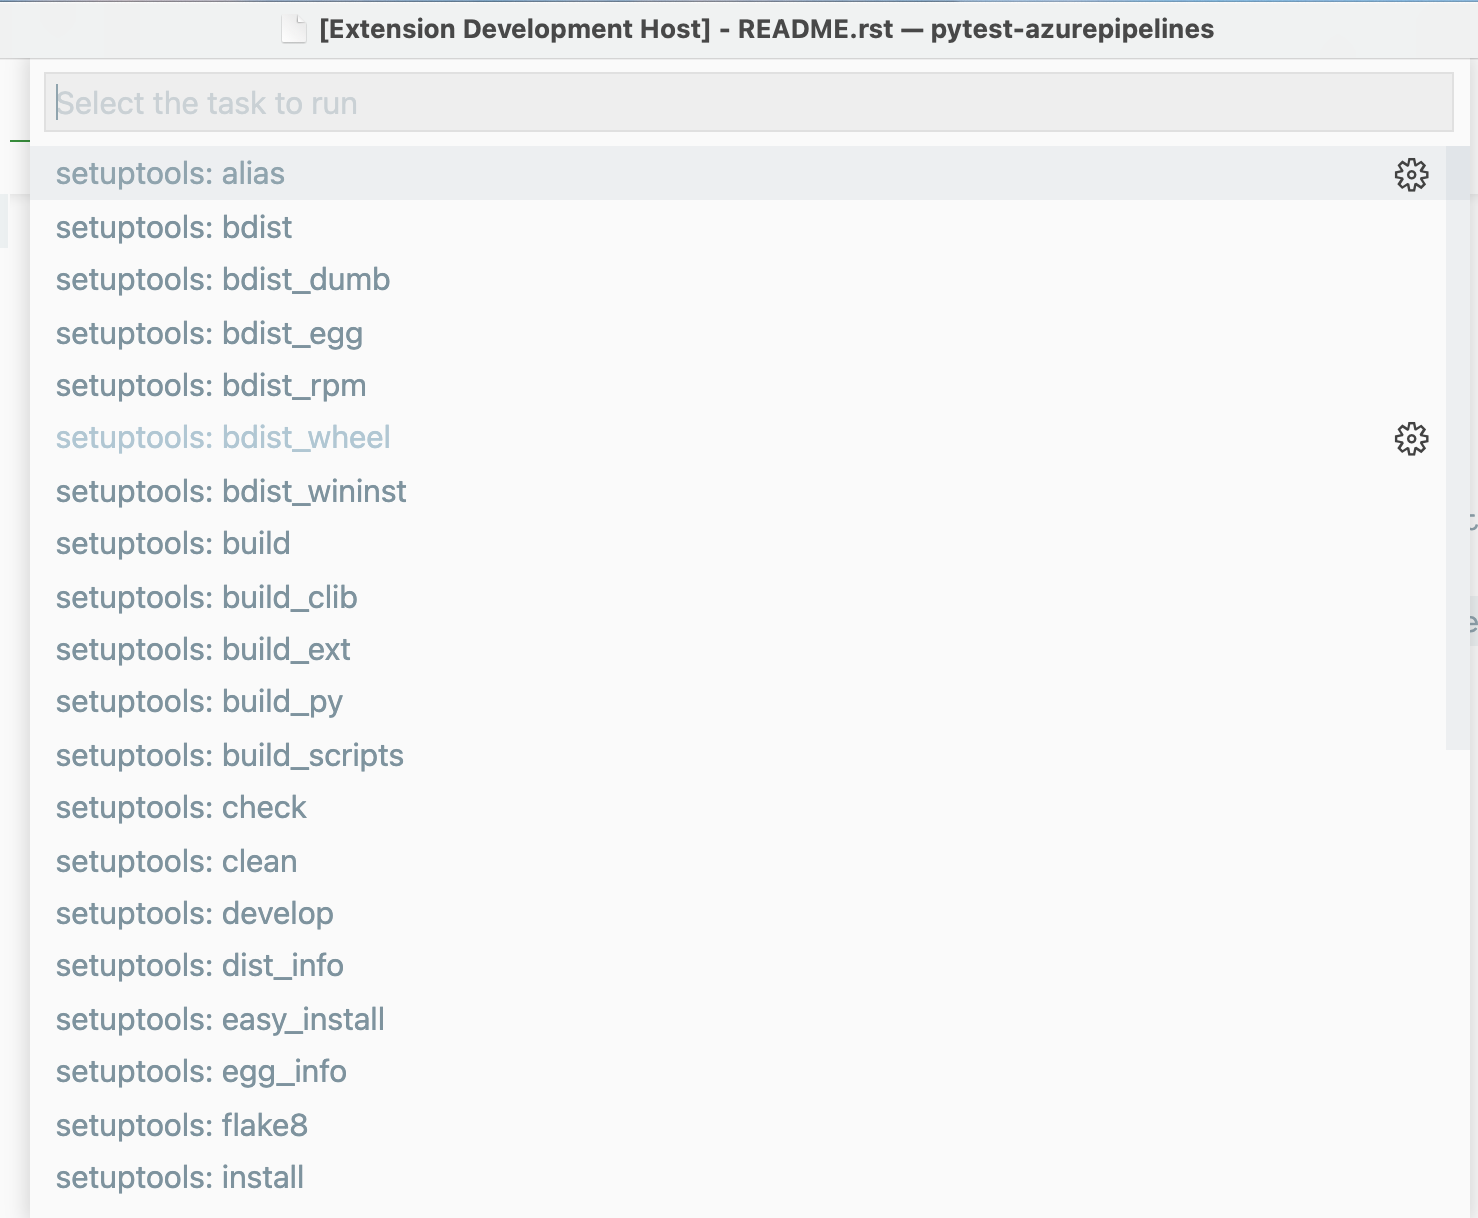 [Extension Development Host] - README.rst — pytest-azurepipelines
Select the task to run
setuptools: alias
setuptools: bdist
setuptools: bdist_dumb
setuptools: bdist_egg
setuptools: bdist_rpm
setuptools: bdist_wheel
setuptools: bdist_wininst
setuptools: build
setuptools: build_clib
setuptools: build_ext
setuptools: build_py
setuptools: build_scripts
setuptools: check
setuptools: clean
setuptools: develop
setuptools: dist_info
setuptools: easy_install
setuptools: egg_info
setuptools: flake8
setuptools: install